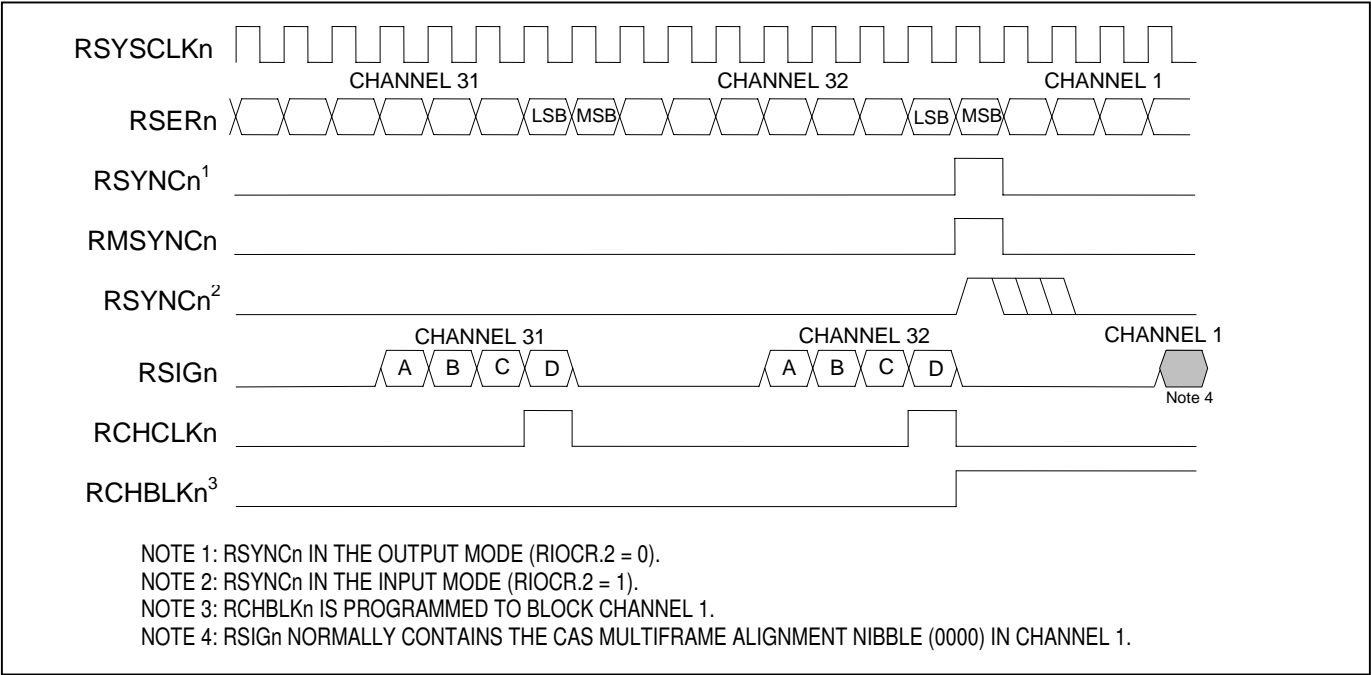 RSYSCLKn
CHANNEL 31 CHANNEL 32 CHANNEL 1
RSERn LSB MSB LSB MSB
RSYNCn1
RMSYNCn
RSYNCn2
CHANNEL 31 CHANNEL 32 CHANNEL 1
RSIGn A B C D A B C D
Note 4
RCHCLKn
RCHBLKn3
NOTE 1: RSYNCn IN THE OUTPUT MODE (RIOCR.2 = 0).
NOTE 2: RSYNCn IN THE INPUT MODE (RIOCR.2 = 1).
NOTE 3: RCHBLKn IS PROGRAMMED TO BLOCK CHANNEL 1.
NOTE 4: RSIGn NORMALLY CONTAINS THE CAS MULTIFRAME ALIGNMENT NIBBLE (0000) IN CHANNEL 1.